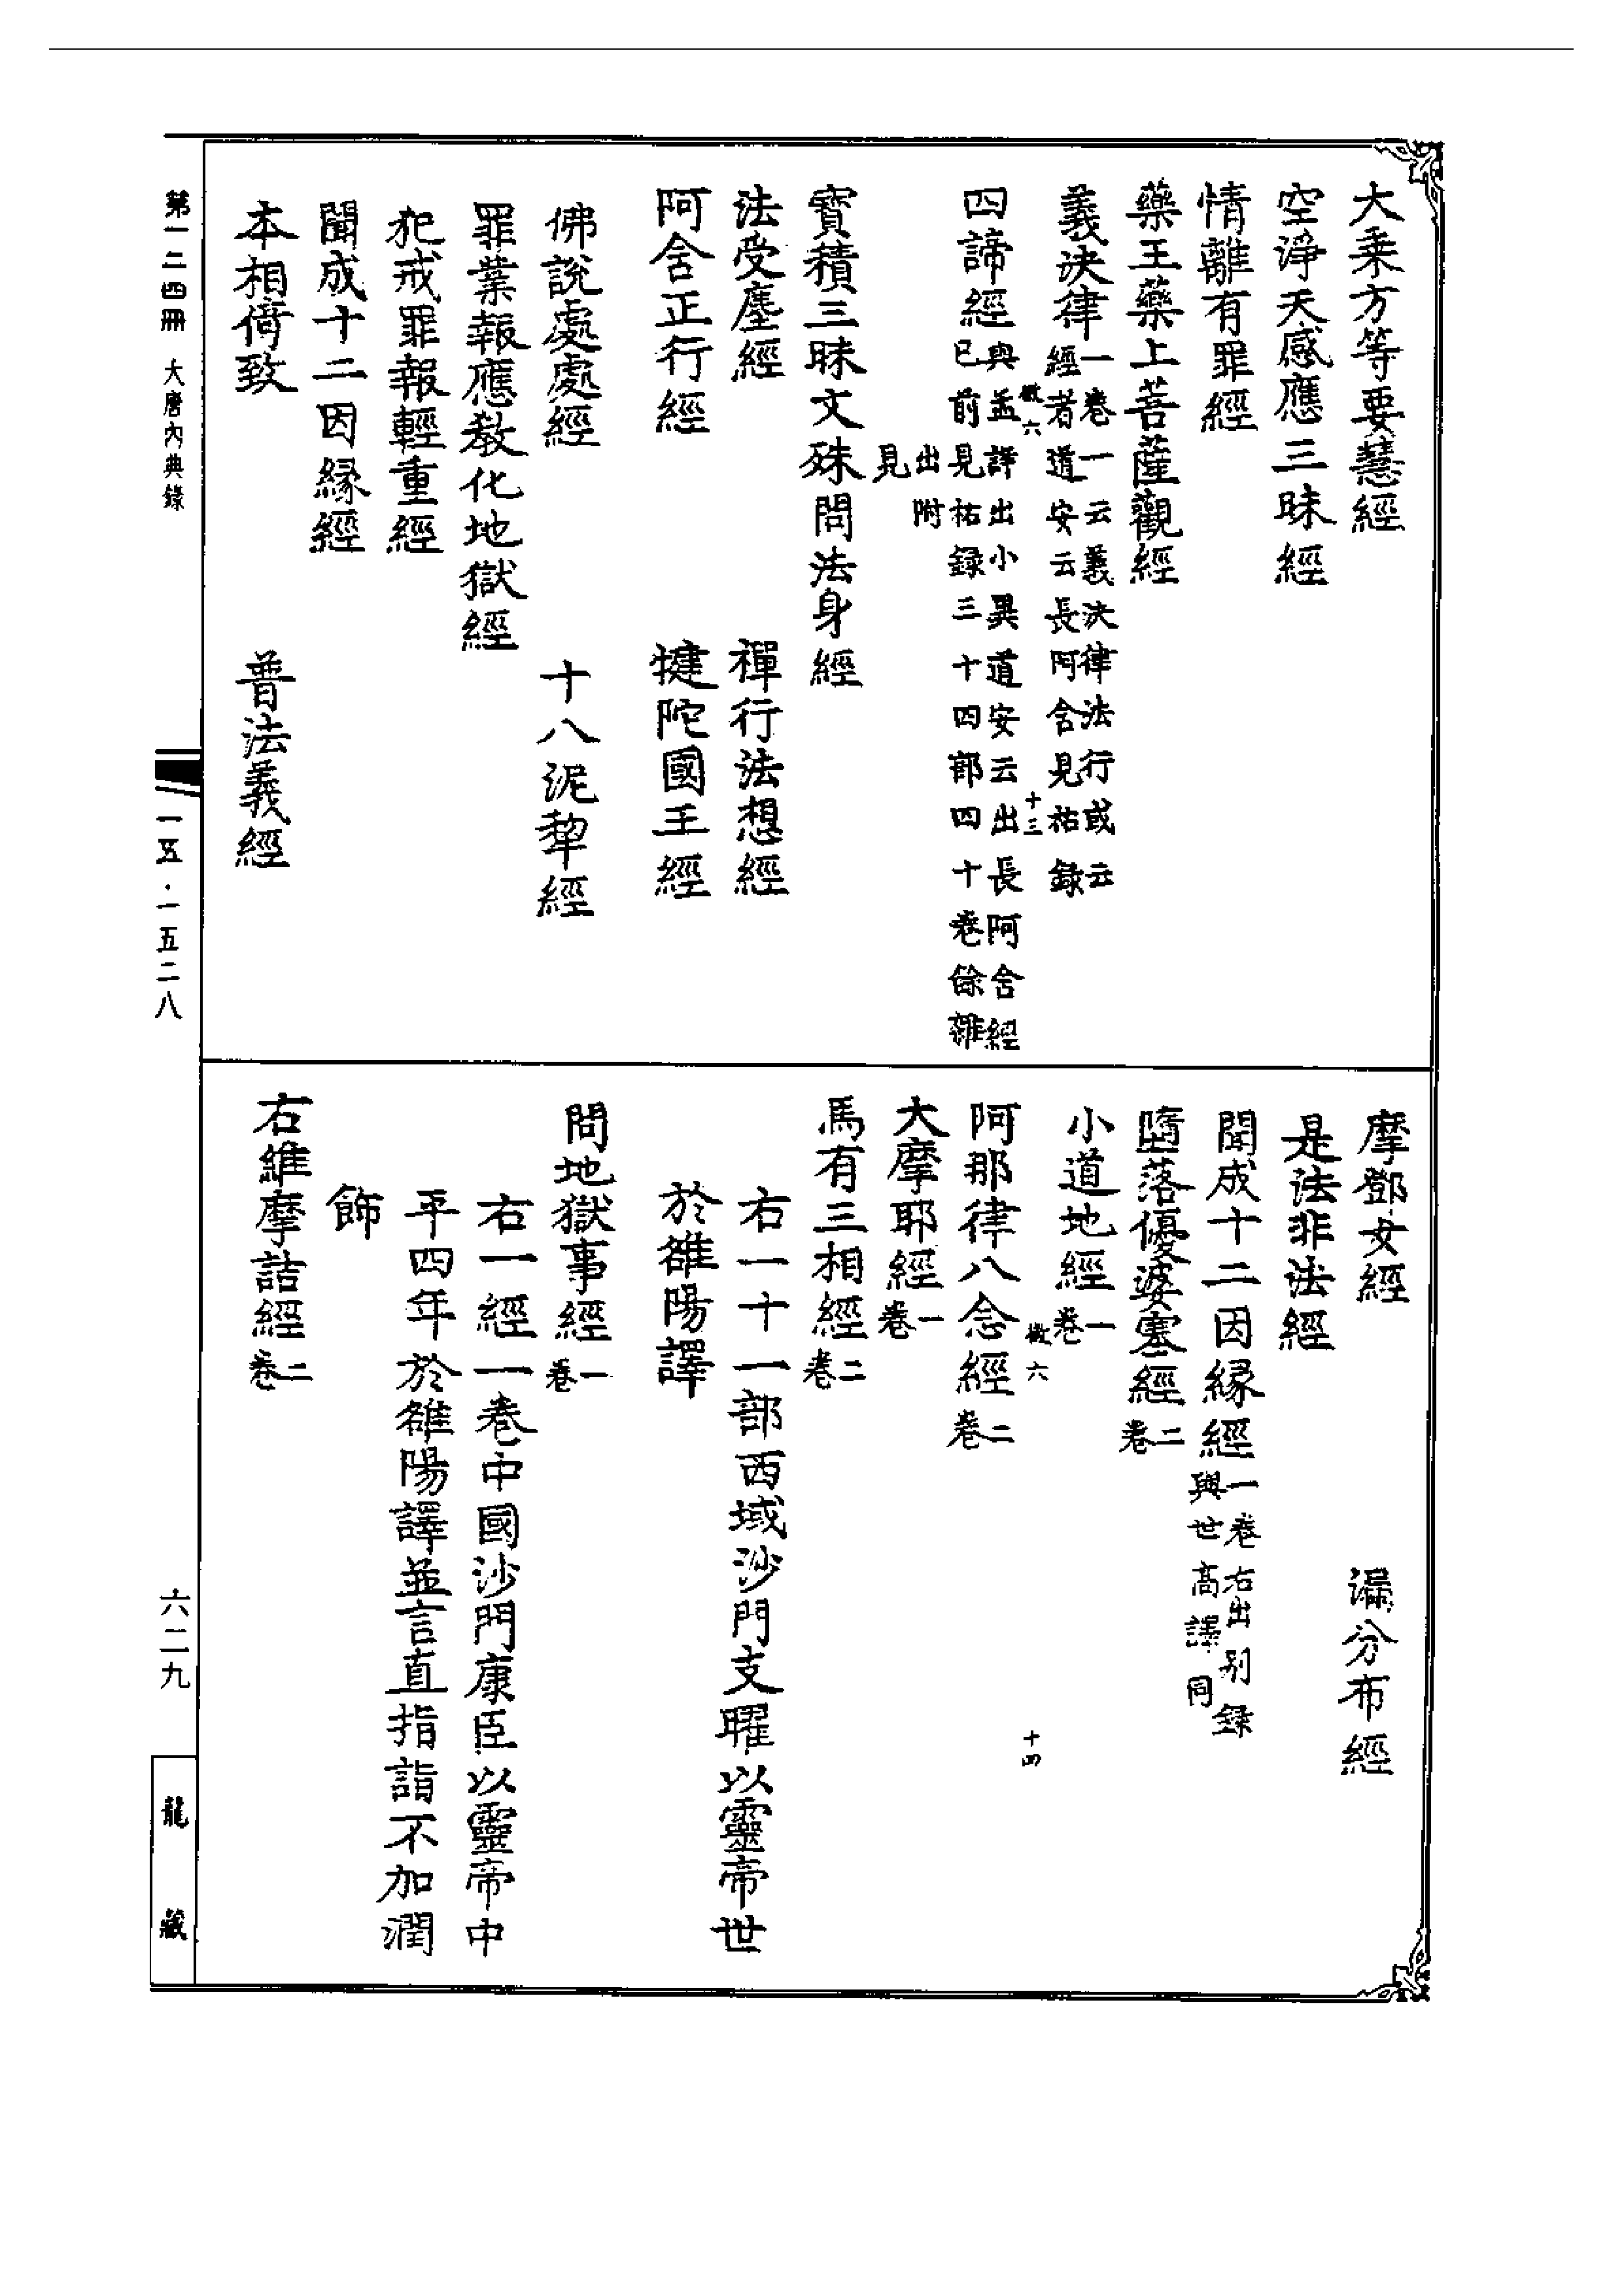 大乘方等要慧經
空淨天感應三昧經
情離有罪經
藥王藥上菩薩觀經
義決律一卷一云義決律法行或云
經者道安云長阿含見祐錄
四諦經與孟譯出小異道安云出長阿含經
已前見祐錄三十四部四十卷餘雜
出附
見
寶積三昧文殊問法身經
法受塵經 禪行法想經
阿含正行經 犍陀國王經
佛說處處經 十八泥犁經
罪業報應教化地獄經
犯戒罪報輕重經
聞成十二因緣經
本相倚致 普法義經
六
十三
摩鄧女經 漏分布經
是法非法經
聞成十二因緣經一卷右出別錄
與世高譯同
墮落優婆塞經二卷
小道地經一卷
六
十四
阿那律八念經二卷
大摩耶經一卷
馬有三相經二卷
右一十一部西域沙門支曜以靈帝世
於雒陽譯
問地獄事經一卷
右一經一卷中國沙門康臣以靈帝中
平四年於雒陽譯並言直指詣不加潤
飾
右維摩詰經二卷
第一二四冊 大唐內典錄
一五·一五二八
六二九
龍藏